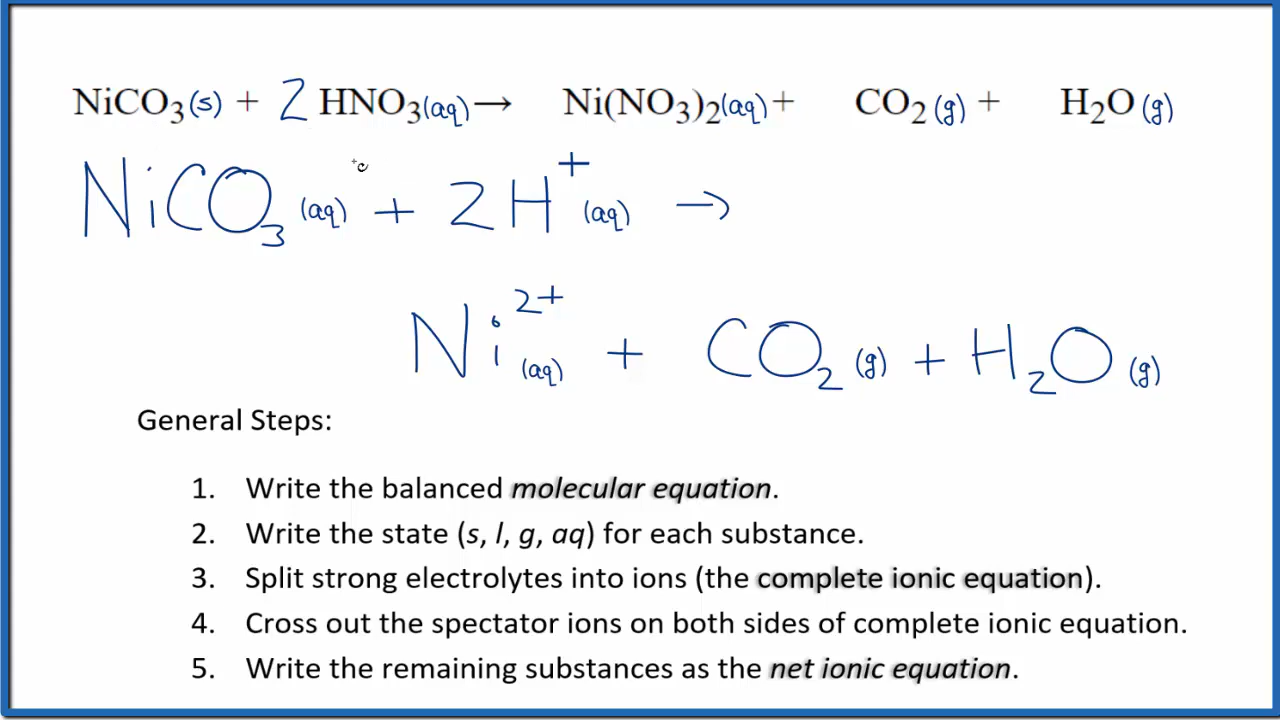 NiCO3(s) + 2 HNO3(aq) → Ni(NO3)2(aq) + CO2(g) + H2O(g)
NiCO3(aq) + 2H+(aq) →
Ni2+(aq) + CO2(g) + H2O(g)
General Steps:
1. Write the balanced molecular equation.
2. Write the state (s, l, g, aq) for each substance.
3. Split strong electrolytes into ions (the complete ionic equation).
4. Cross out the spectator ions on both sides of complete ionic equation.
5. Write the remaining substances as the net ionic equation.